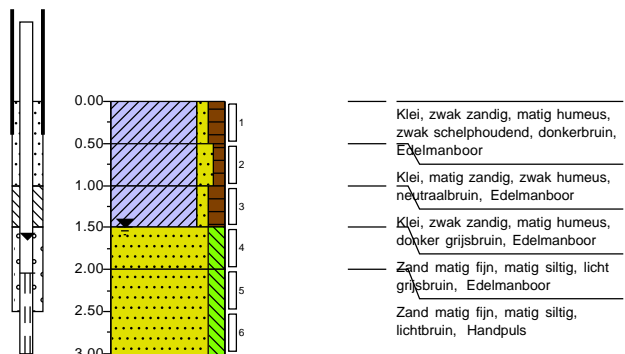 0.00
0.50
1.00
1.50
2.00
2.50
3.00
1
2
3
4
5
6
Klei, zwak zandig, matig humeus,
zwak schelphoudend, donkerbruin,
Edelmanboor
Klei, matig zandig, zwak humeus,
neutraalbruin, Edelmanboor
Klei, zwak zandig, matig humeus,
donker grijsbruin, Edelmanboor
Zand matig fijn, matig siltig, licht
grijsbruin, Edelmanboor
Zand matig fijn, matig siltig,
lichtbruin, Handpuls